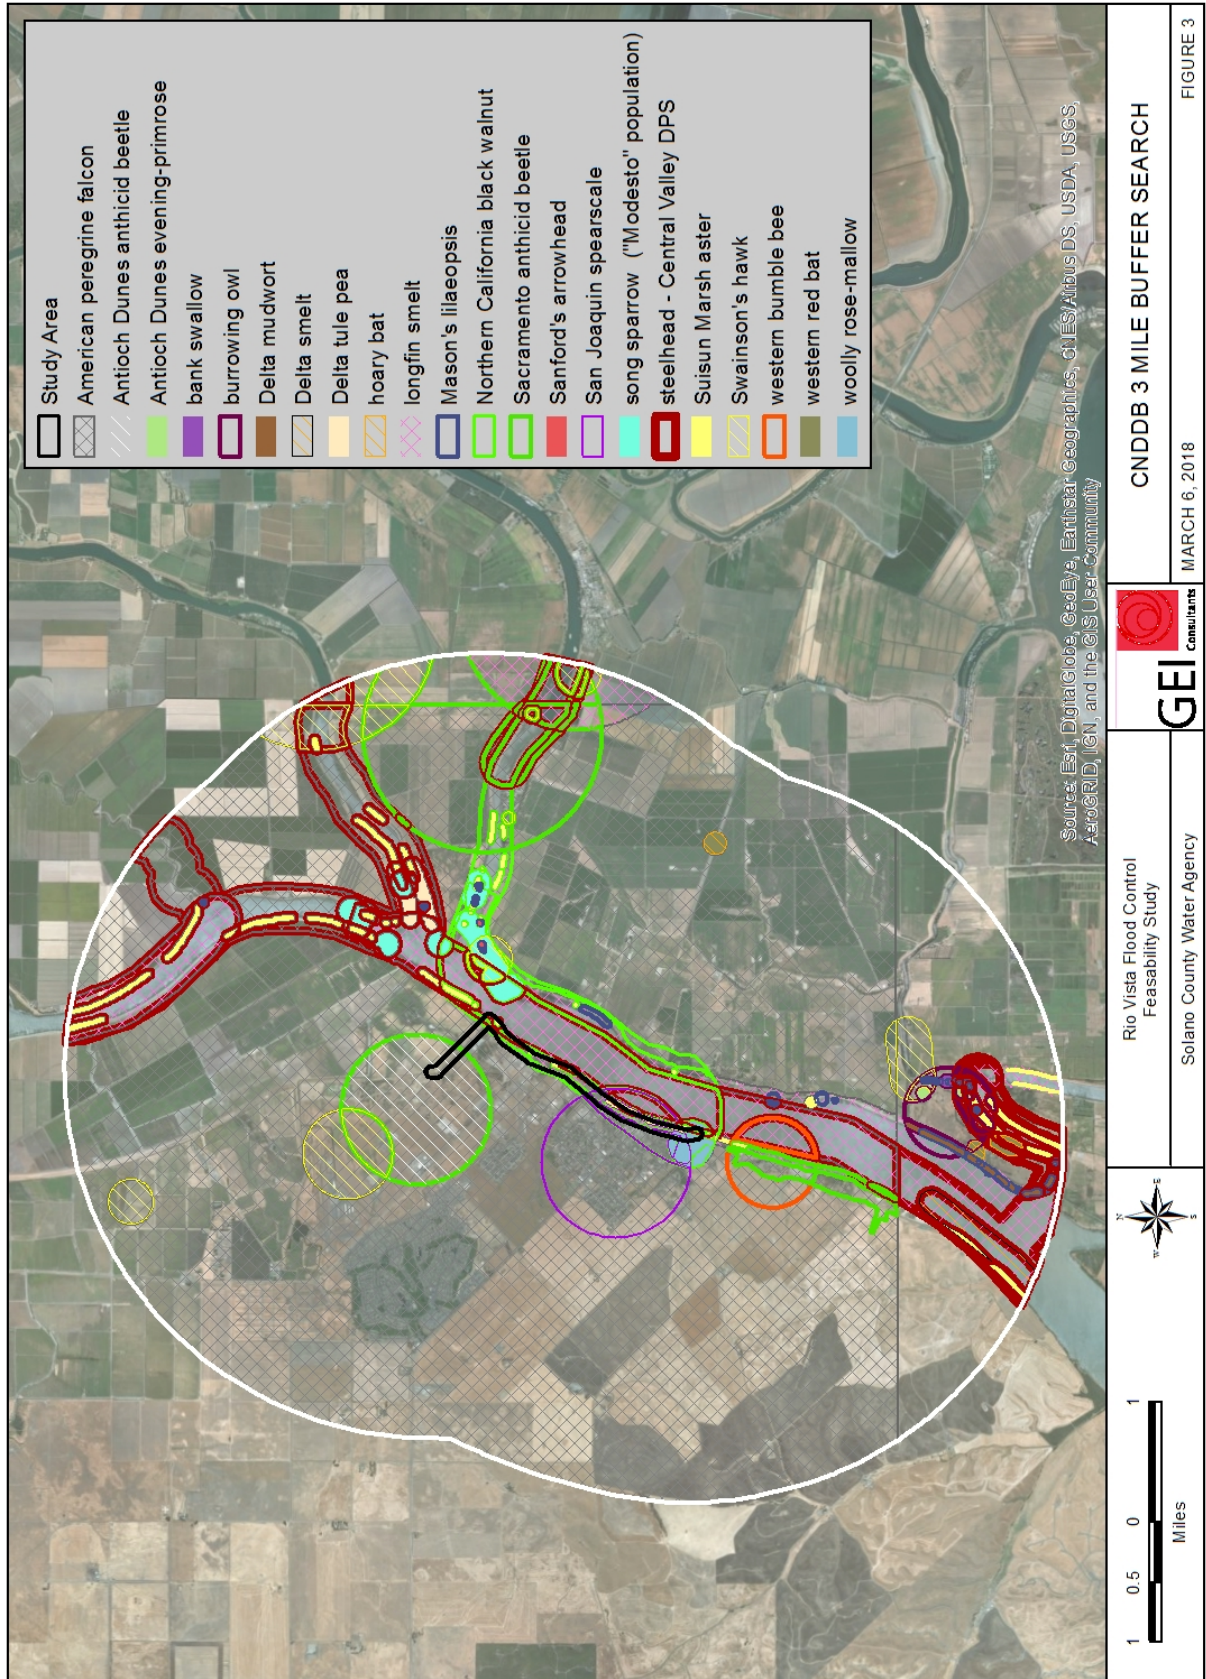 Study Area
American peregrine falcon
Antioch Dunes anthicid beetle
Antioch Dunes evening-primrose
bank swallow
burrowing owl
Delta mudwort
Delta smelt
Delta tule pea
hoary bat
longfin smelt
Mason's lilaeopsis
Northern California black walnut
Sacramento anthicid beetle
Sanford's arrowhead
San Joaquin spearscale
song sparrow ("Modesto" population)
steelhead - Central Valley DPS
Suisun Marsh aster
Swainson's hawk
western bumble bee
western red bat
woolly rose-mallow
Source: Esri, DigitalGlobe, GeoEye, Earthstar Geographics, CNES/Airbus DS, USDA, USGS,
AeroGRID, IGN, and the GIS User Community
1 0.5 0 1
Miles
N
W E
S
Rio Vista Flood Control
Feasability Study
Solano County Water Agency
GEI Consultants
CNDDB 3 MILE BUFFER SEARCH
MARCH 6, 2018
FIGURE 3